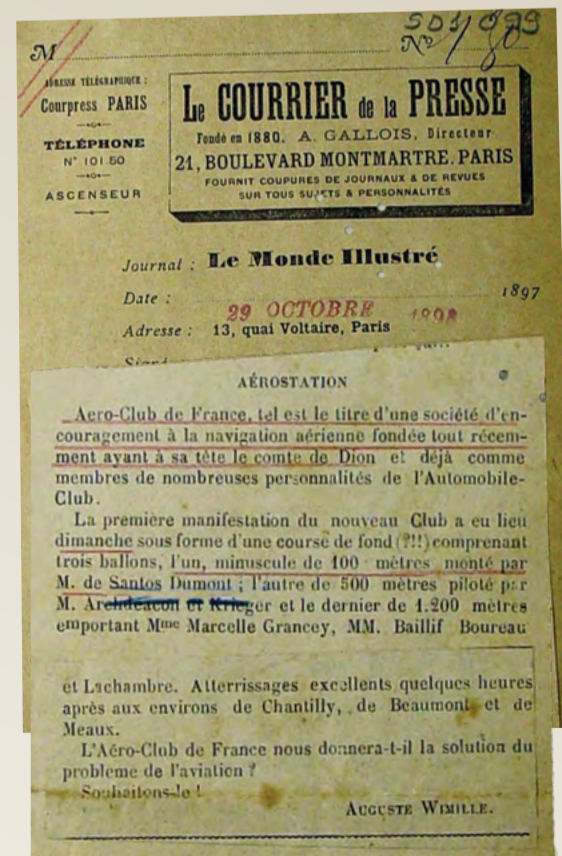 501,099
M
Nº
ADRESSE TÉLÉGRAPHIQUE :
Courpress PARIS
TÉLÉPHONE
N° 101.50
ASCENSEUR
Le COURRIER de la PRESSE
Fondé en 1880. A. GALLOIS, Directeur
21, BOULEVARD MONTMARTRE. PARIS
FOURNIT COUPURES DE JOURNAUX & DE REVUES
SUR TOUS SUJETS & PERSONNALITÉS
Journal : Le Monde Illustré
Date : 1897
29 OCTOBRE 1898
Adresse : 13, quai Voltaire, Paris
AÉROSTATION
Aero-Club de France, tel est le titre d'une société d'en-
couragement à la navigation aérienne fondée tout récem-
ment ayant à sa tête le comte de Dion et déjà comme
membres de nombreuses personnalités de l'Automobile-
Club.
La première manifestation du nouveau Club a eu lieu
dimanche sous forme d'une course de fond (?!!) comprenant
trois ballons, l'un, minuscule de 100 mètres monté par
M. de Santos Dumont ; l'autre de 500 mètres piloté par
M. Archdeacon et Krieger et le dernier de 1.200 mètres
emportant Mme Marcelle Grancey, MM. Baillif Boureau
et Lachambre. Atterrissages excellents quelques heures
après aux environs de Chantilly, de Beaumont et de
Meaux.
L'Aéro-Club de France nous donnera-t-il la solution du
probleme de l'aviation ?
Souhaitons-le !
AUGUSTE WIMILLE.